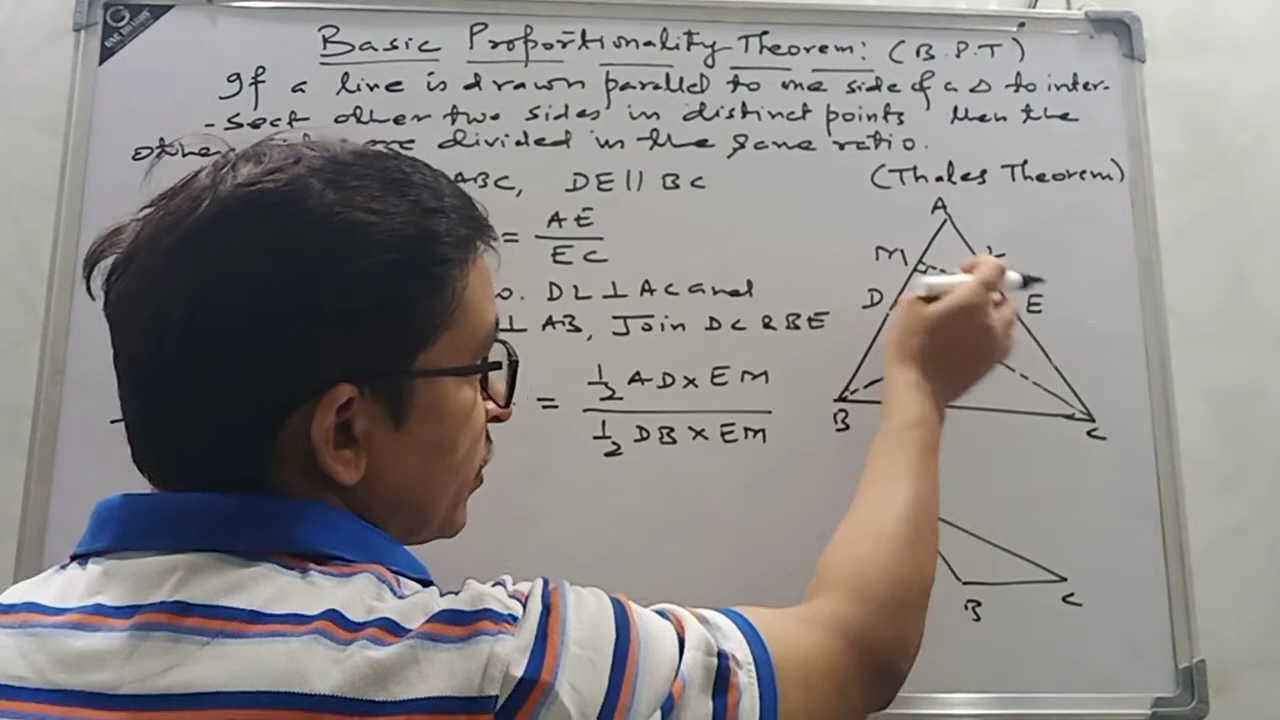 Basic Proportionality Theorem: (B.P.T)
If a line is drawn parallel to one side of a Δ to inter-
-sect other two sides in distinct points then the
other are divided in the same ratio.
(Thales Theorem)
ABC, DE || BC
= AE / EC
DL ⊥ AC and
⊥ AB, Join DC & BE
= ½ AD × EM / ½ DB × EM
A
M L
D E
B C
B C